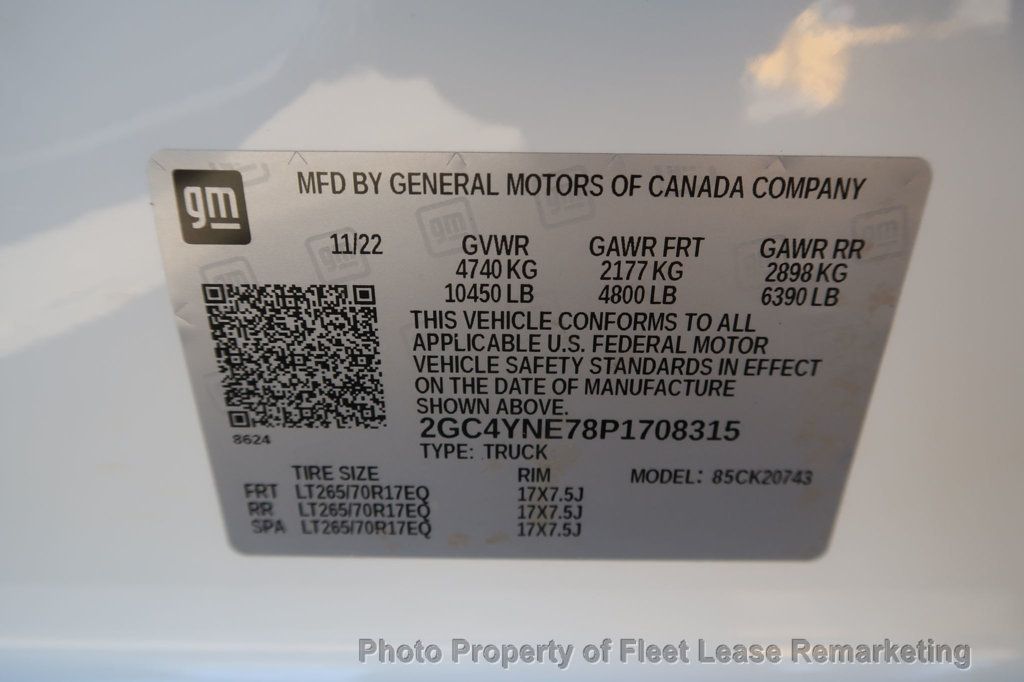 gm
MFD BY GENERAL MOTORS OF CANADA COMPANY
11/22 GVWR GAWR FRT GAWR RR
4740 KG 2177 KG 2898 KG
10450 LB 4800 LB 6390 LB
THIS VEHICLE CONFORMS TO ALL
APPLICABLE U.S. FEDERAL MOTOR
VEHICLE SAFETY STANDARDS IN EFFECT
ON THE DATE OF MANUFACTURE
SHOWN ABOVE.
8624
2GC4YNE78P1708315
TYPE: TRUCK
TIRE SIZE RIM MODEL: 85CK20743
FRT LT265/70R17EQ 17X7.5J
RR LT265/70R17EQ 17X7.5J
SPA LT265/70R17EQ 17X7.5J
Photo Property of Fleet Lease Remarketing